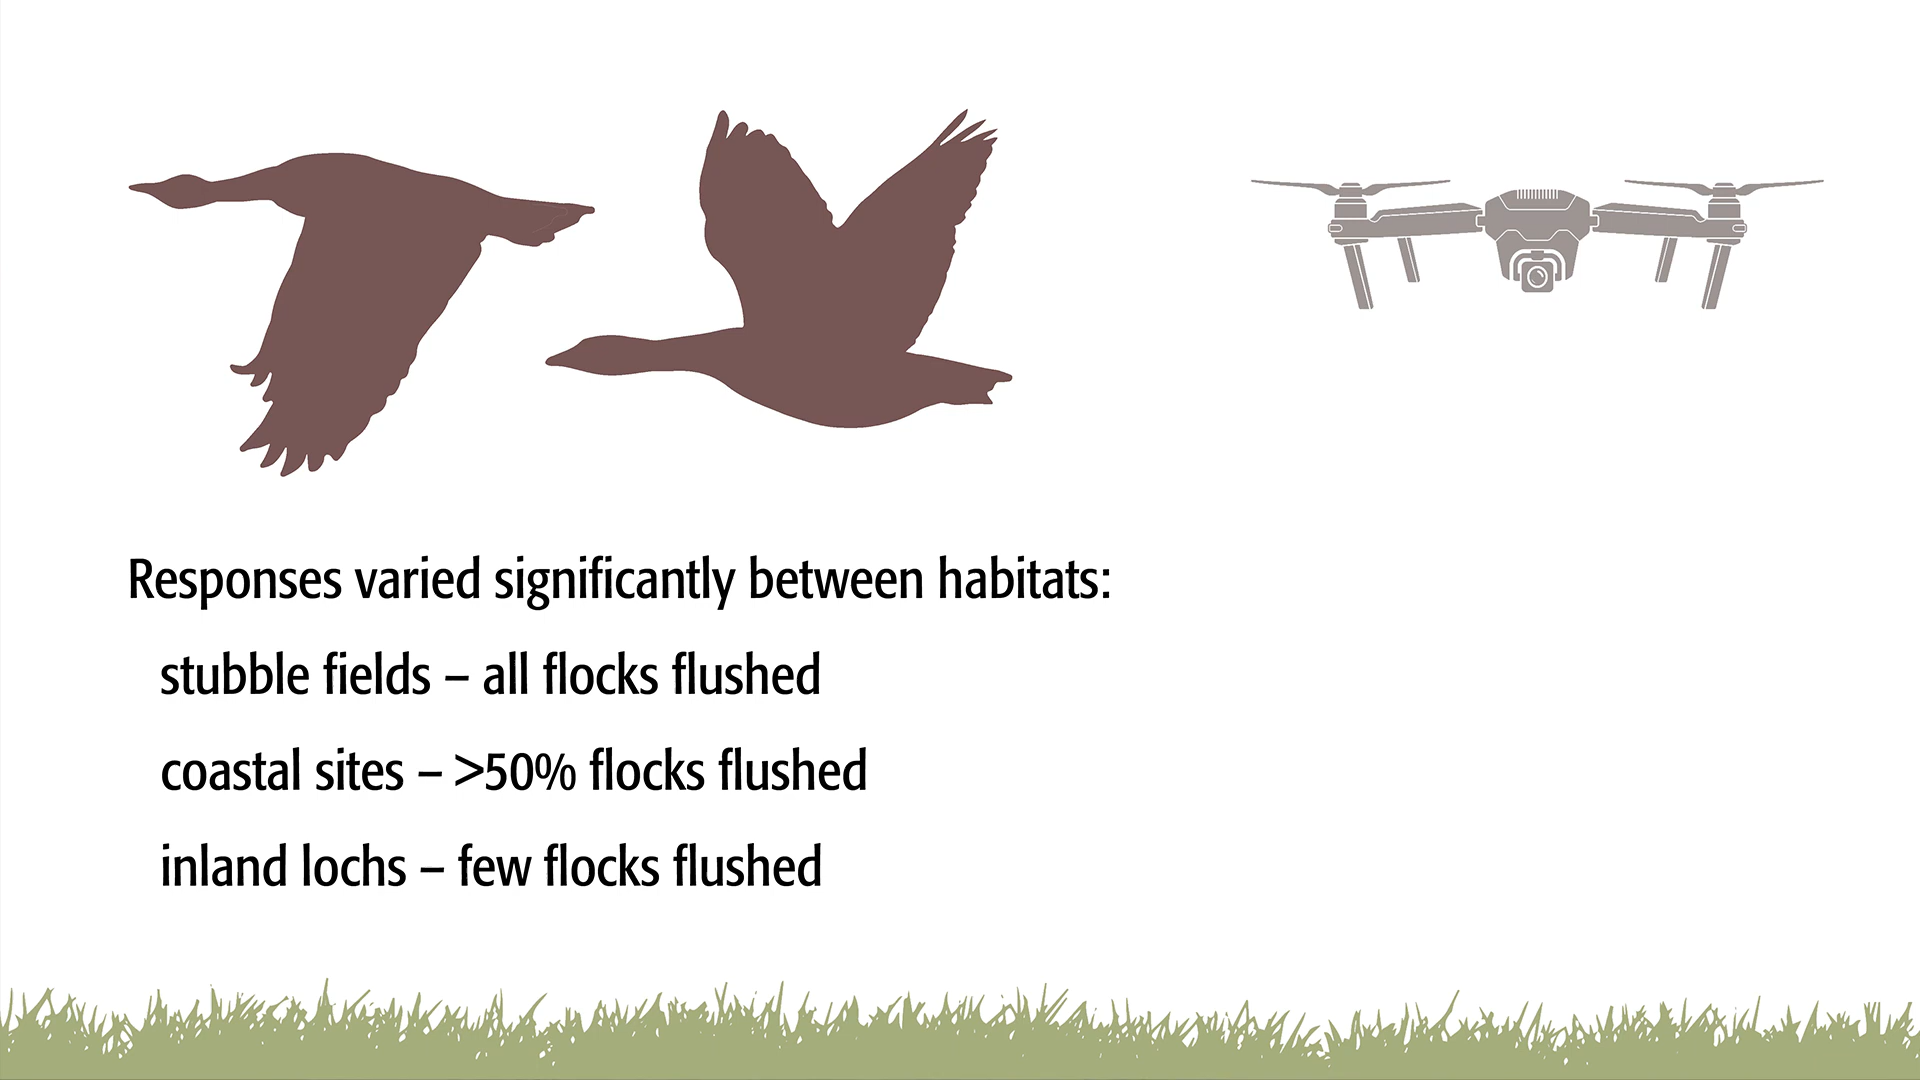 Responses varied significantly between habitats:
stubble fields – all flocks flushed
coastal sites – >50% flocks flushed
inland lochs – few flocks flushed